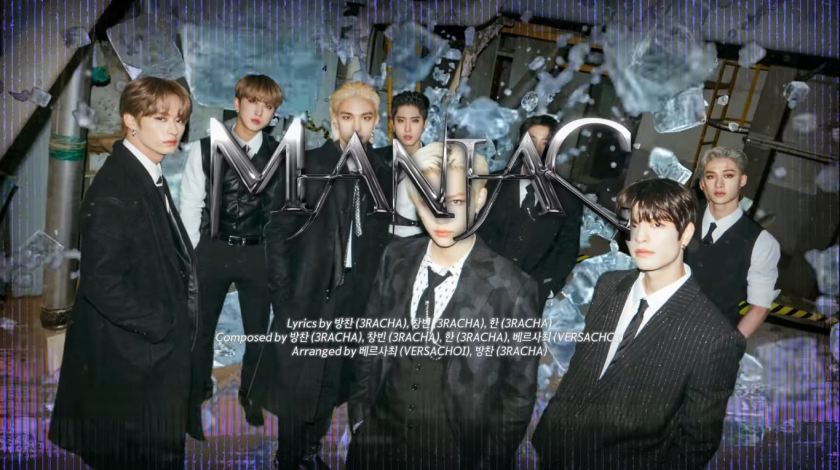 MANIAC
Lyrics by 방찬 (3RACHA), 창빈 (3RACHA), 한 (3RACHA)
Composed by 방찬 (3RACHA), 창빈 (3RACHA), 한 (3RACHA), 베르사최 (VERSACHOI)
Arranged by 베르사최 (VERSACHOI), 방찬 (3RACHA)